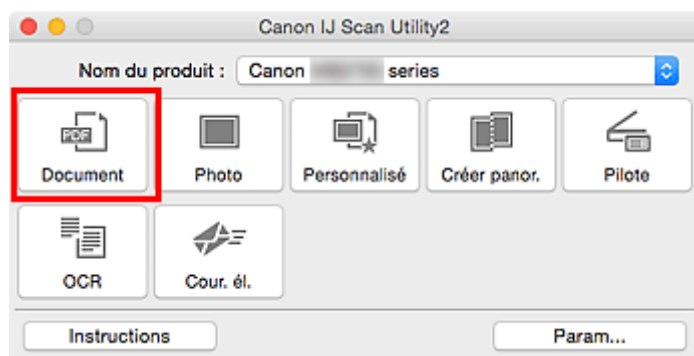 Canon IJ Scan Utility2
Nom du produit : Canon series
PDF
Document Photo Personnalisé Créer panor. Pilote
OCR Cour. él.
Instructions Param...